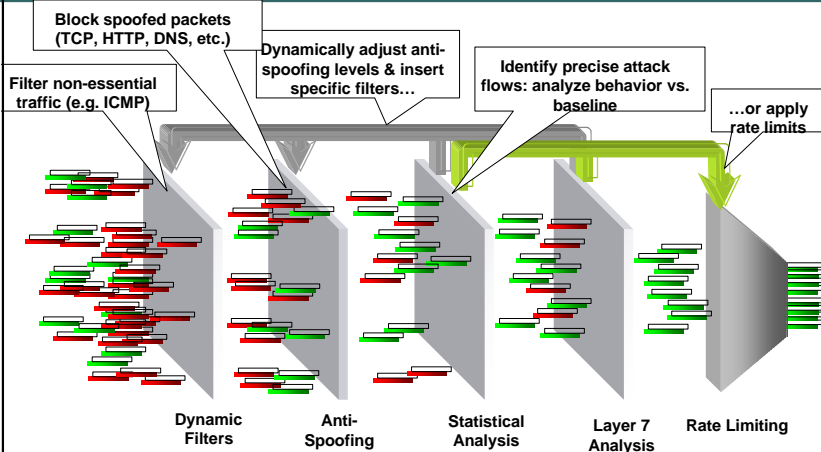 Block spoofed packets
(TCP, HTTP, DNS, etc.)
Dynamically adjust anti-
spoofing levels & insert
specific filters…
Identify precise attack
flows: analyze behavior vs.
baseline
Filter non-essential
traffic (e.g. ICMP)
…or apply
rate limits
Dynamic
Filters
Anti-
Spoofing
Statistical
Analysis
Layer 7
Analysis
Rate Limiting